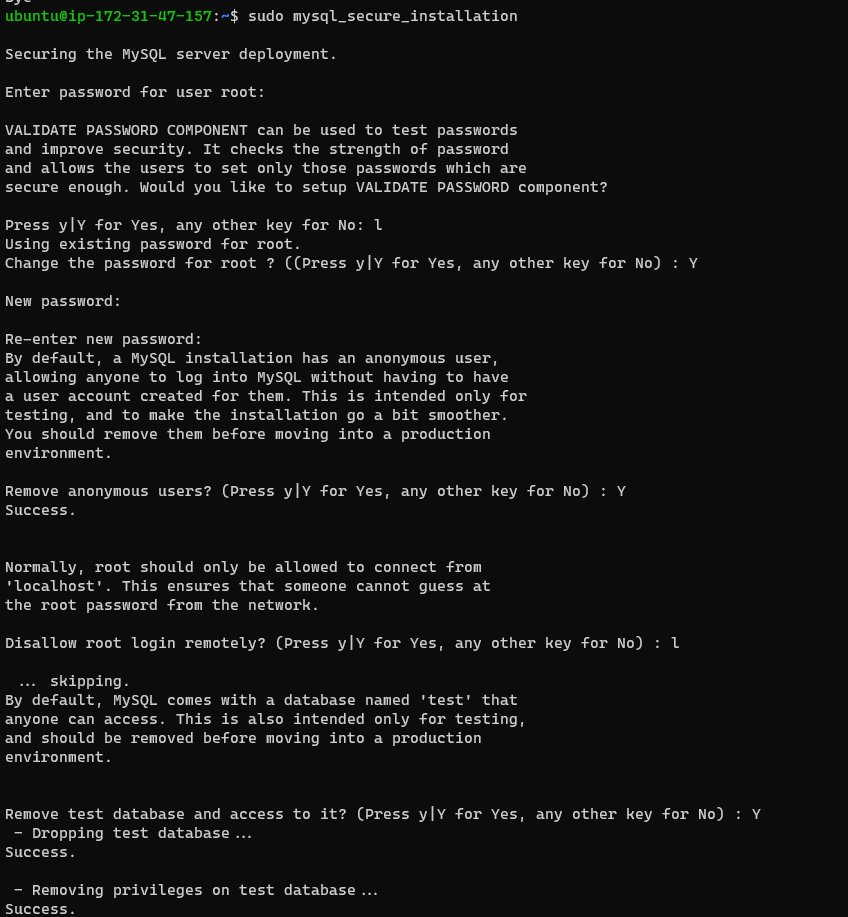 ubuntu@ip-172-31-47-157:~$ sudo mysql_secure_installation
Securing the MySQL server deployment.
Enter password for user root:
VALIDATE PASSWORD COMPONENT can be used to test passwords
and improve security. It checks the strength of password
and allows the users to set only those passwords which are
secure enough. Would you like to setup VALIDATE PASSWORD component?
Press y|Y for Yes, any other key for No: l
Using existing password for root.
Change the password for root ? ((Press y|Y for Yes, any other key for No) : Y
New password:
Re-enter new password:
By default, a MySQL installation has an anonymous user,
allowing anyone to log into MySQL without having to have
a user account created for them. This is intended only for
testing, and to make the installation go a bit smoother.
You should remove them before moving into a production
environment.
Remove anonymous users? (Press y|Y for Yes, any other key for No) : Y
Success.
Normally, root should only be allowed to connect from
'localhost'. This ensures that someone cannot guess at
the root password from the network.
Disallow root login remotely? (Press y|Y for Yes, any other key for No) : l
... skipping.
By default, MySQL comes with a database named 'test' that
anyone can access. This is also intended only for testing,
and should be removed before moving into a production
environment.
Remove test database and access to it? (Press y|Y for Yes, any other key for No) : Y
- Dropping test database...
Success.
- Removing privileges on test database...
Success.